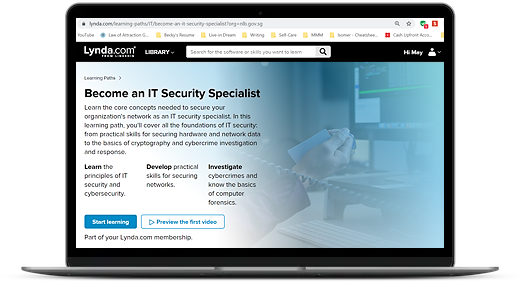 lynda.com/learning-paths/IT/become-an-it-security-specialist?org=nlb.gov.sg
YouTube Law of Attraction G... Becky's Resume Live in Dream Writing Self-Care MMM Isomer - Cheatshee... Cash Upfront Accou...
Lynda.com LIBRARY Search for the software or skills you want to learn Hi May
FROM LINKEDIN
Learning Paths >
Become an IT Security Specialist
Learn the core concepts needed to secure your
organization's network as an IT security specialist. In this
learning path, you'll cover all the foundations of IT security:
from practical skills for securing hardware and network data
to the basics of cryptography and cybercrime investigation
and response.
Learn the principles of IT security and cybersecurity.
Develop practical skills for securing networks.
Investigate cybercrimes and know the basics of computer forensics.
Start learning Preview the first video
Part of your Lynda.com membership.